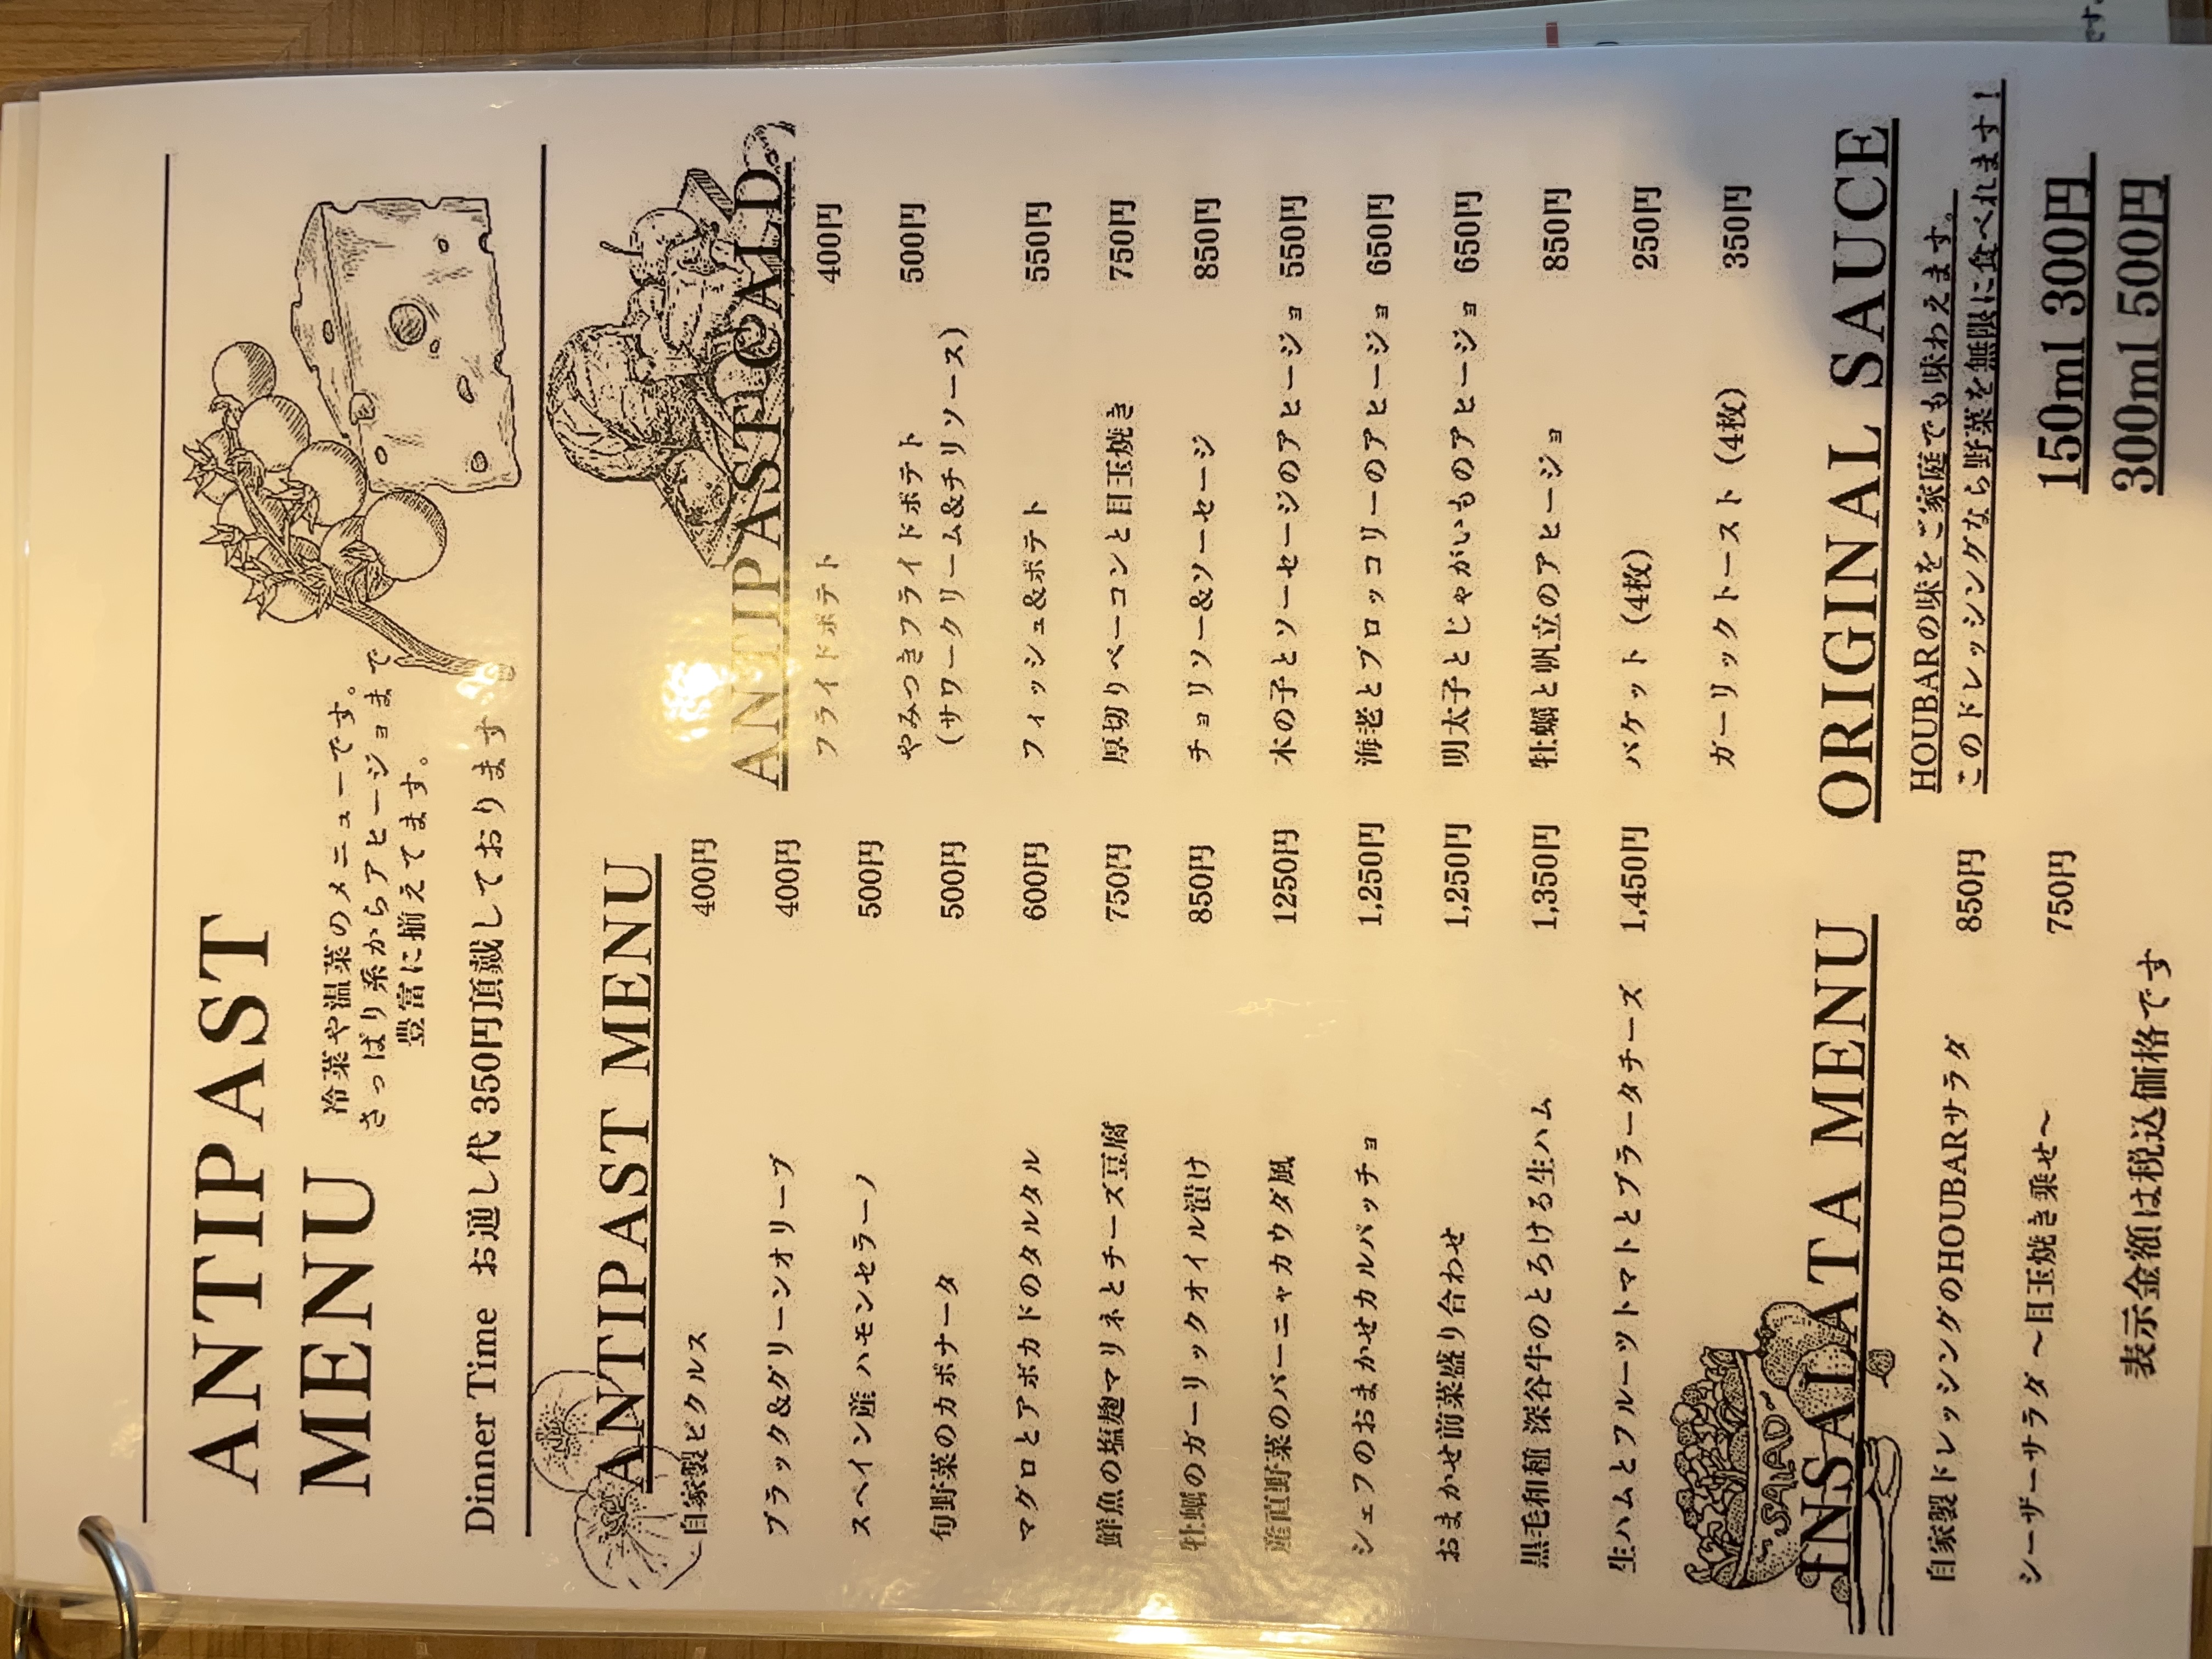 ANTIPAST
MENU
冷菜や温菜のメニューです。
さっぱり系からアヒージョまで
豊富に揃えてます。
Dinner Time お通し代 350円頂戴しております
ANTIPAST MENU
自家製ピクルス 400円
ブラック&グリーンオリーブ 400円
スペイン産 ハモンセラーノ 500円
旬野菜のカポナータ 500円
マグロとアボカドのタルタル 600円
鮮魚の塩麹マリネとチーズ豆腐 750円
牡蠣のガーリックオイル漬け 850円
産直野菜のバーニャカウダ風 1250円
シェフのおまかせカルパッチョ 1,250円
おまかせ前菜盛り合わせ 1,250円
黒毛和種 深谷牛のとろける生ハム 1,350円
生ハムとフルーツトマトとブラータチーズ 1,450円
INSALATA MENU
自家製ドレッシングのHOUBARサラダ 850円
シーザーサラダ 〜目玉焼き乗せ〜 750円
表示金額は税込価格です
ANTIPAST CALD
フライドポテト 400円
やみつきフライドポテト 500円
(サワークリーム&チリソース)
フィッシュ&ポテト 550円
厚切りベーコンと目玉焼き 750円
チョリソー&ソーセージ 850円
木の子とソーセージのアヒージョ 550円
海老とブロッコリーのアヒージョ 650円
明太子とじゃがいものアヒージョ 650円
牡蠣と帆立のアヒージョ 850円
バケット (4枚) 250円
ガーリックトースト (4枚) 350円
ORIGINAL SAUCE
HOUBARの味をご家庭でも味わえます。
このドレッシングなら野菜を無限に食べれます！
150ml 300円
300ml 500円
です。